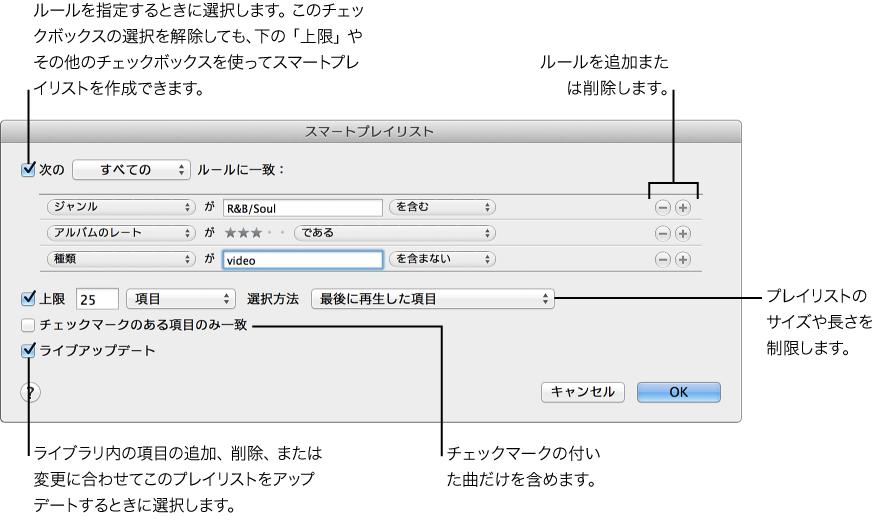 ルールを指定するときに選択します。このチェッ
クボックスの選択を解除しても、下の「上限」や
その他のチェックボックスを使ってスマートプレ
イリストを作成できます。
ルールを追加また
は削除します。
スマートプレイリスト
次の すべての ルールに一致：
ジャンル が R&B/Soul を含む
アルバムのレート が ★★★・・ である
種類 が video を含まない
上限 25 項目 選択方法 最後に再生した項目
プレイリストの
サイズや長さを
制限します。
チェックマークのある項目のみ一致
ライブアップデート
? キャンセル OK
ライブラリ内の項目の追加、削除、または
変更に合わせてこのプレイリストをアップ
デートするときに選択します。
チェックマークの付い
た曲だけを含めます。